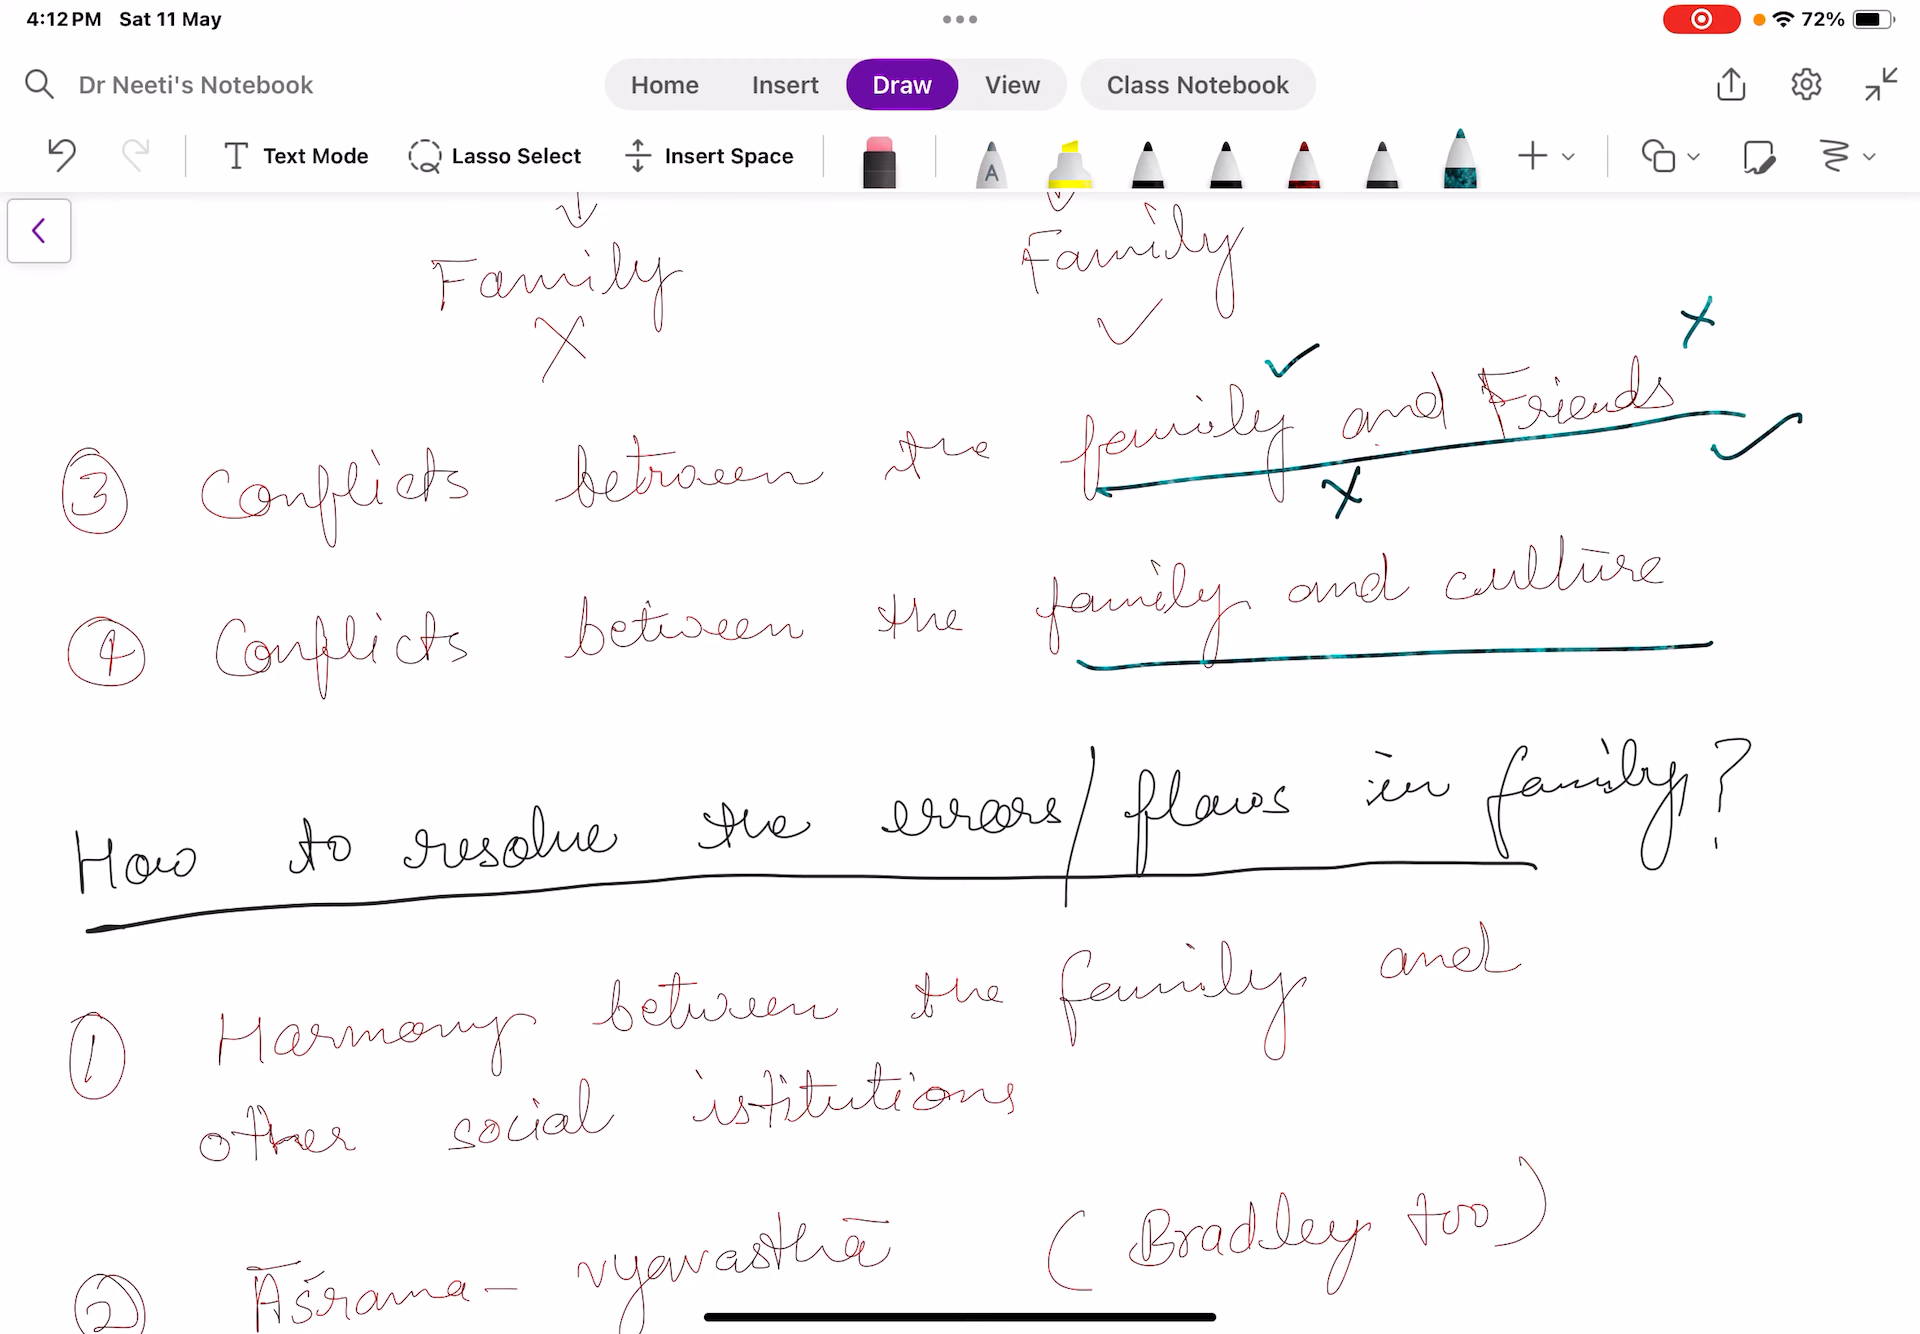 4:12 PM Sat 11 May
72%
Dr Neeti's Notebook
Home Insert Draw View Class Notebook
Text Mode Lasso Select Insert Space
A
Family Family
③ Conflicts between the family and Friends
④ Conflicts between the family and culture
How to resolve the errors/flaws in family?
① Harmony between the family and
other social istitutions
② Āśrama-vyavasthā (Bradley too)